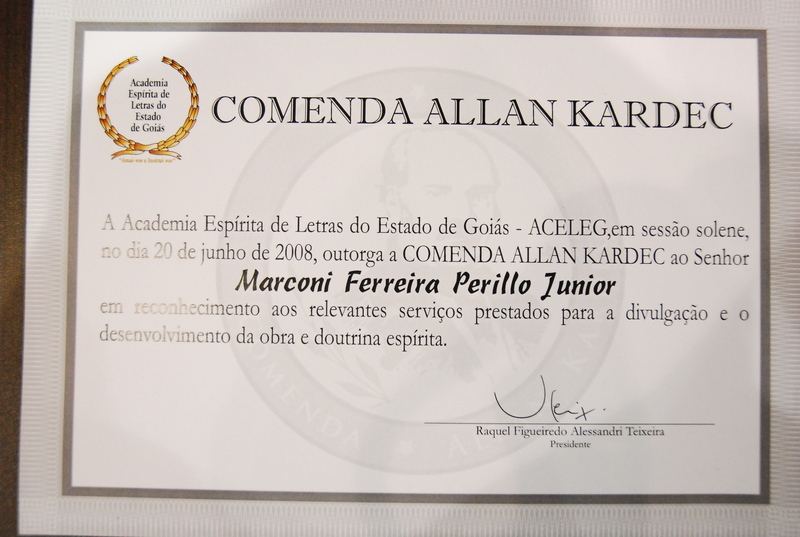 Academia
Espírita de
Letras do
Estado
de Goiás
COMENDA ALLAN KARDEC
A Academia Espírita de Letras do Estado de Goiás - ACELEG,em sessão solene,
no dia 20 de junho de 2008, outorga a COMENDA ALLAN KARDEC ao Senhor
Marconi Ferreira Perillo Junior
em reconhecimento aos relevantes serviços prestados para a divulgação e o
desenvolvimento da obra e doutrina espírita.
Raquel Figueiredo Alessandri Teixeira
Presidente
COMENDA